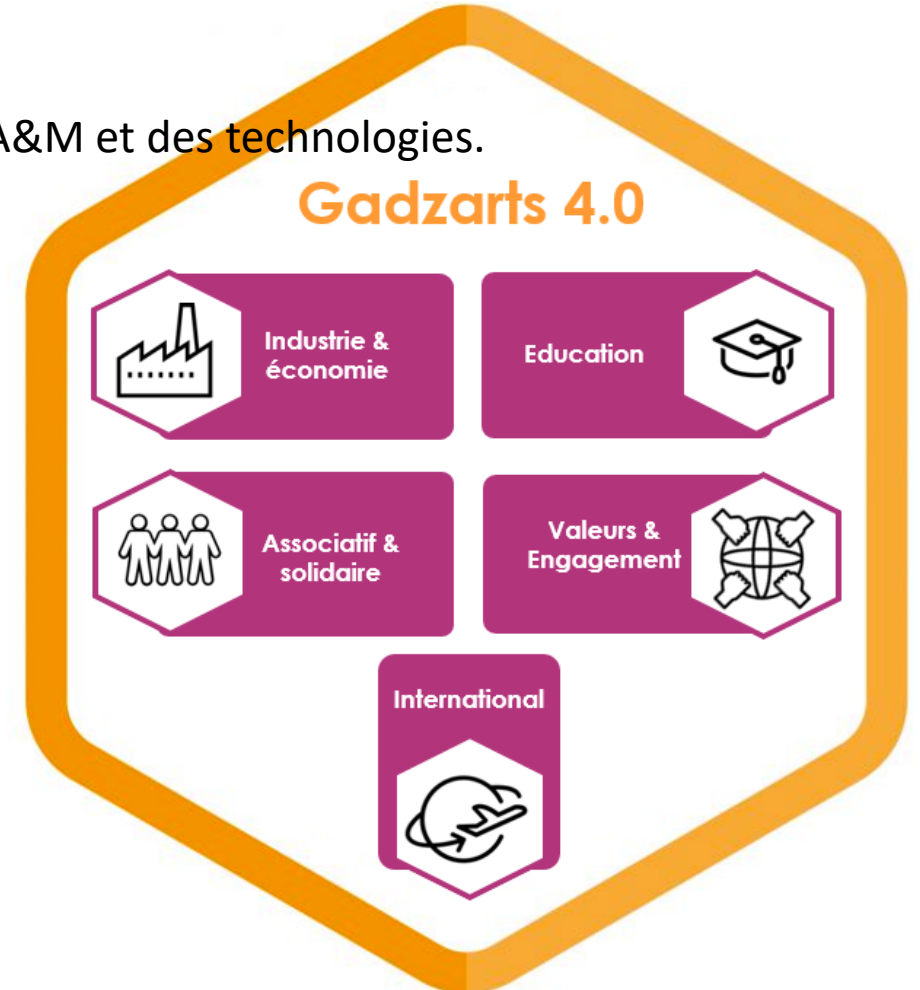 A&M et des technologies.
Gadzarts 4.0
Industrie &
économie
Education
Associatif &
solidaire
Valeurs &
Engagement
International